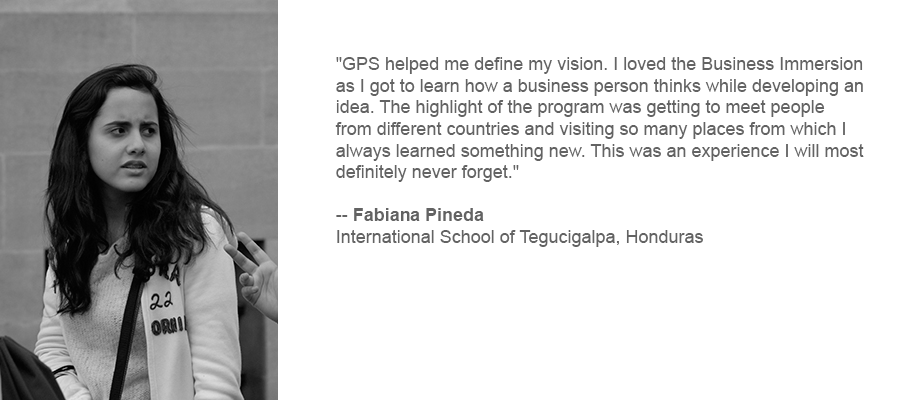 "GPS helped me define my vision. I loved the Business Immersion
as I got to learn how a business person thinks while developing an
idea. The highlight of the program was getting to meet people
from different countries and visiting so many places from which I
always learned something new. This was an experience I will most
definitely never forget."
-- Fabiana Pineda
International School of Tegucigalpa, Honduras
22